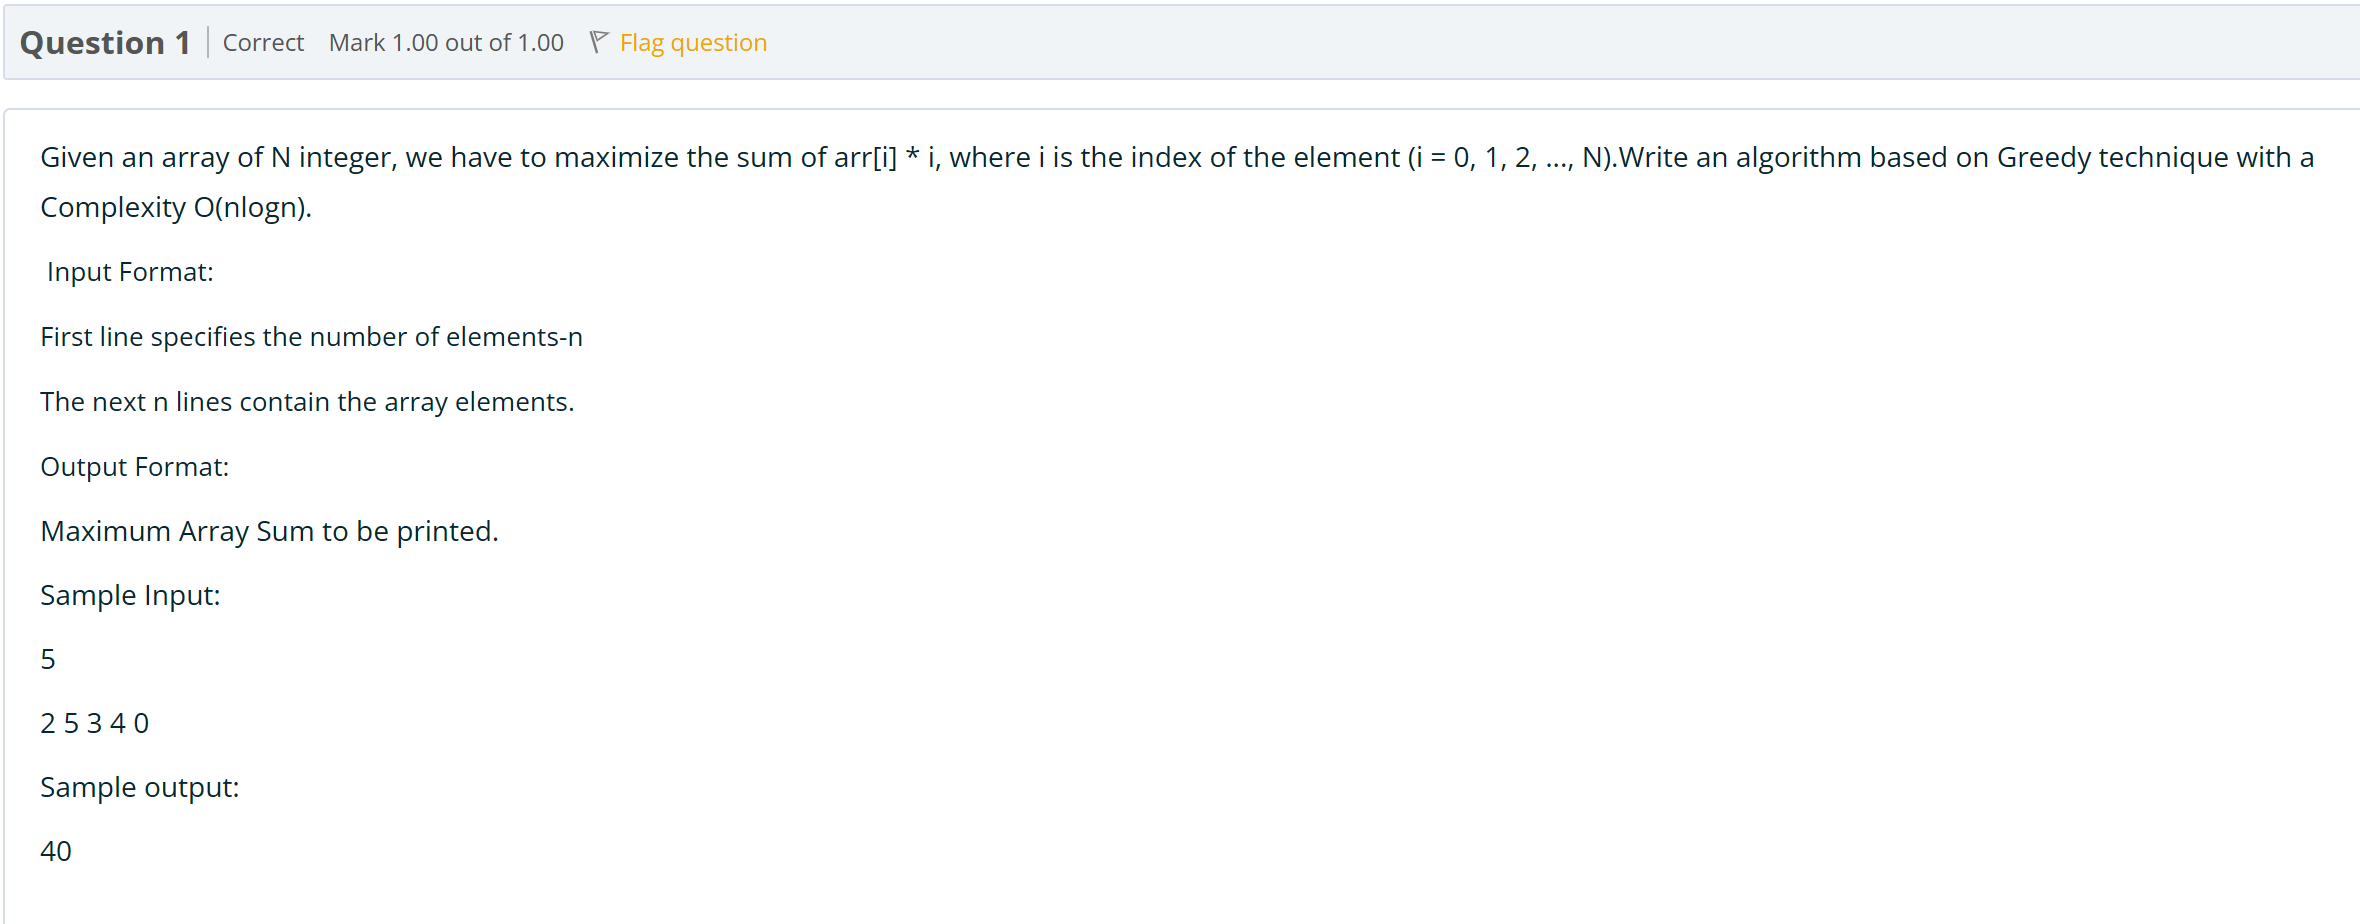 Question 1 Correct Mark 1.00 out of 1.00 Flag question
Given an array of N integer, we have to maximize the sum of arr[i] * i, where i is the index of the element (i = 0, 1, 2, ..., N).Write an algorithm based on Greedy technique with a
Complexity O(nlogn).
Input Format:
First line specifies the number of elements-n
The next n lines contain the array elements.
Output Format:
Maximum Array Sum to be printed.
Sample Input:
5
2 5 3 4 0
Sample output:
40